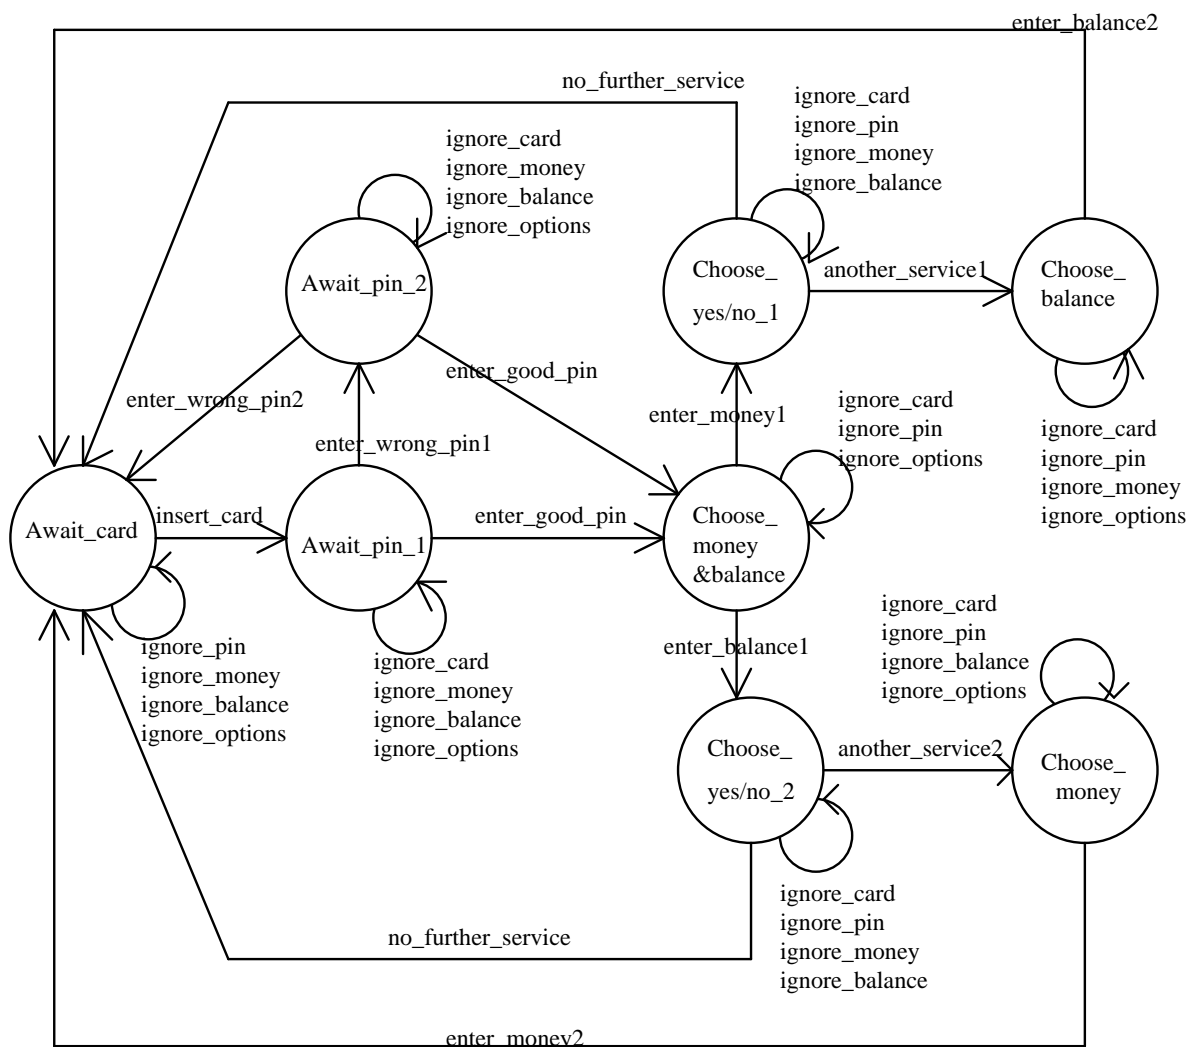 enter_balance2
no_further_service
ignore_card
ignore_pin
ignore_money
ignore_balance
ignore_card
ignore_money
ignore_balance
ignore_options
Await_pin_2
Choose_
yes/no_1
another_service1
Choose_
balance
enter_wrong_pin2
enter_good_pin
enter_wrong_pin1
enter_money1
ignore_card
ignore_pin
ignore_options
ignore_card
ignore_pin
ignore_money
ignore_options
Await_card
insert_card
Await_pin_1
enter_good_pin
Choose_
money
&balance
ignore_pin
ignore_money
ignore_balance
ignore_options
ignore_card
ignore_money
ignore_balance
ignore_options
enter_balance1
ignore_card
ignore_pin
ignore_balance
ignore_options
Choose_
yes/no_2
another_service2
Choose_
money
ignore_card
ignore_pin
ignore_money
ignore_balance
no_further_service
enter_money2